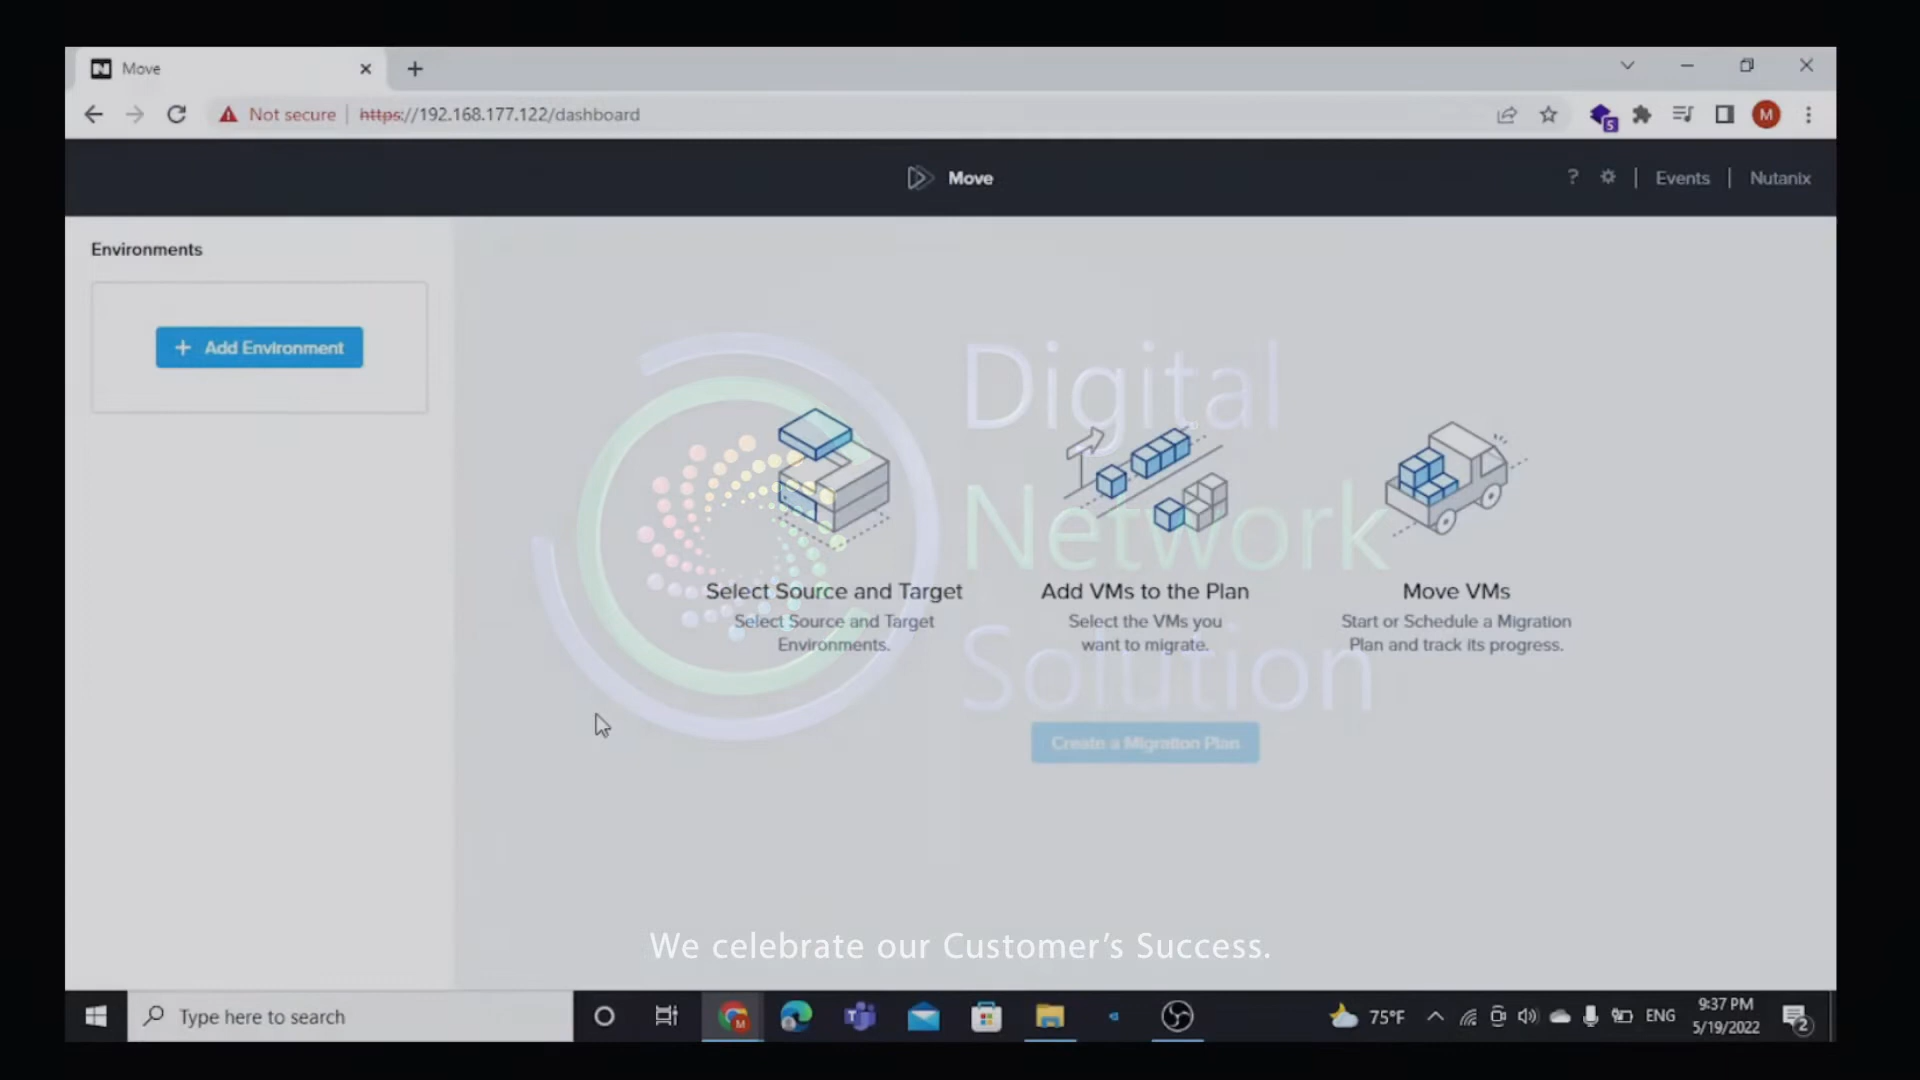 Move
Not secure
https://192.168.177.122/dashboard
5
M
Move
?
Events
Nutanix
Environments
+ Add Environment
Digital
Network
Solution
Select Source and Target
Select Source and Target
Environments.
Add VMs to the Plan
Select the VMs you
want to migrate.
Move VMs
Start or Schedule a Migration
Plan and track its progress.
Create a Migration Plan
We celebrate our Customer's Success.
Type here to search
M
75°F
ENG
9:37 PM
5/19/2022
2